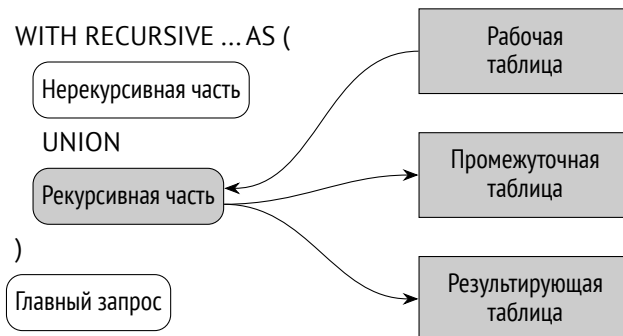 WITH RECURSIVE ... AS (
Нерекурсивная часть
UNION
Рекурсивная часть
)
Главный запрос
Рабочая
таблица
Промежуточная
таблица
Результирующая
таблица